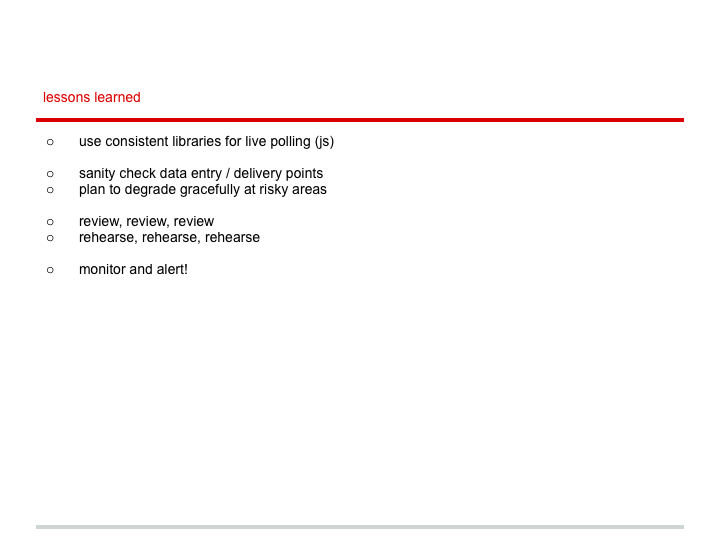 lessons learned
○ use consistent libraries for live polling (js)
○ sanity check data entry / delivery points
○ plan to degrade gracefully at risky areas
○ review, review, review
○ rehearse, rehearse, rehearse
○ monitor and alert!